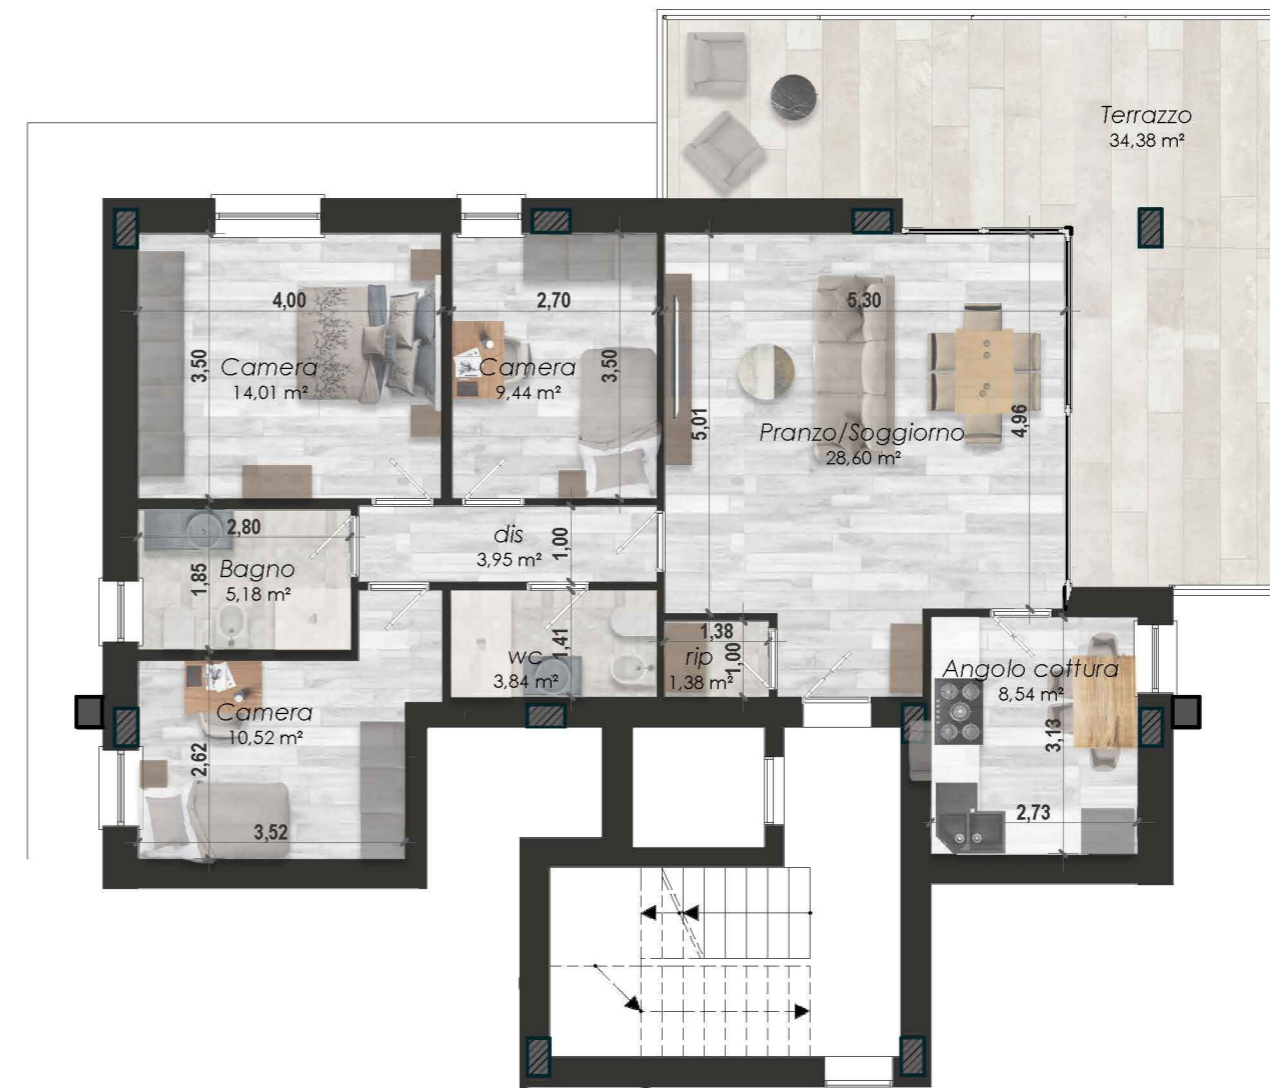 Terrazzo
34,38 m²
4,00
2,70
5,30
3,50
Camera
14,01 m²
Camera
9,44 m²
3,50
5,01
Pranzo/Soggiorno
28,60 m²
4,96
2,80
dis
3,95 m²
1,00
1,85
Bagno
5,18 m²
1,41
wc
3,84 m²
1,38
rip
1,38 m²
1,00
Angolo cottura
8,54 m²
3,13
2,73
Camera
10,52 m²
2,62
3,52